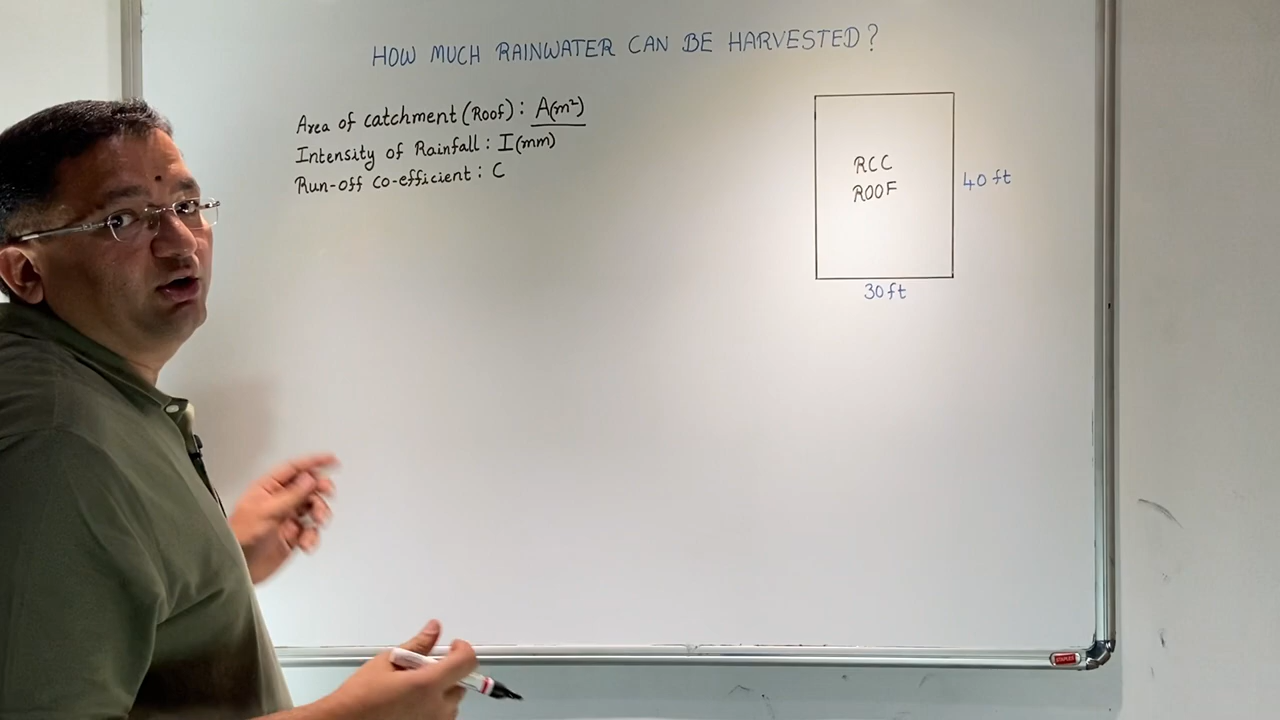 HOW MUCH RAINWATER CAN BE HARVESTED?
Area of catchment (Roof) : A(m²)
Intensity of Rainfall : I(mm)
Run-off co-efficient : C
RCC
ROOF
40 ft
30 ft